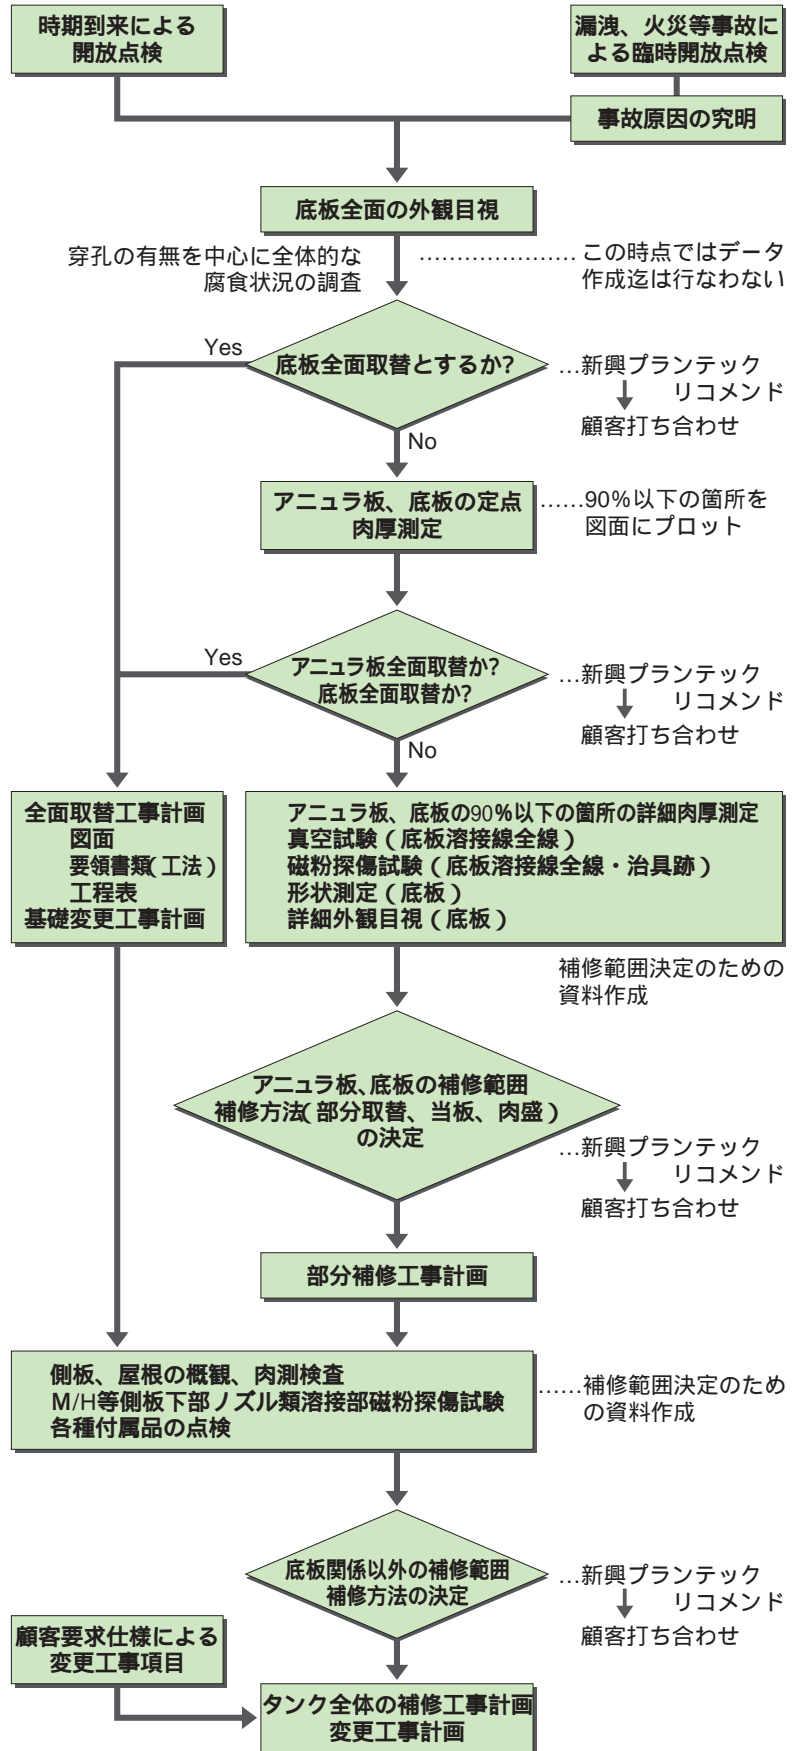 時期到来による
開放点検
漏洩、火災等事故に
よる臨時開放点検
事故原因の究明
底板全面の外観目視
穿孔の有無を中心に全体的な
腐食状況の調査
…………………この時点ではデータ
作成迄は行なわない
Yes
底板全面取替とするか?
…新興プランテック
リコメンド
顧客打ち合わせ
No
アニュラ板、底板の定点
肉厚測定
……90%以下の箇所を
図面にプロット
Yes
アニュラ板全面取替か?
底板全面取替か?
…新興プランテック
リコメンド
顧客打ち合わせ
No
全面取替工事計画
図面
要領書類(工法)
工程表
基礎変更工事計画
アニュラ板、底板の90%以下の箇所の詳細肉厚測定
真空試験(底板溶接線全線)
磁粉探傷試験(底板溶接線全線・治具跡)
形状測定(底板)
詳細外観目視(底板)
補修範囲決定のための
資料作成
アニュラ板、底板の補修範囲
補修方法(部分取替、当板、肉盛)
の決定
…新興プランテック
リコメンド
顧客打ち合わせ
部分補修工事計画
側板、屋根の概観、肉測検査
M/H等側板下部ノズル類溶接部磁粉探傷試験
各種付属品の点検
……補修範囲決定のため
の資料作成
底板関係以外の補修範囲
補修方法の決定
…新興プランテック
リコメンド
顧客打ち合わせ
顧客要求仕様による
変更工事項目
タンク全体の補修工事計画
変更工事計画